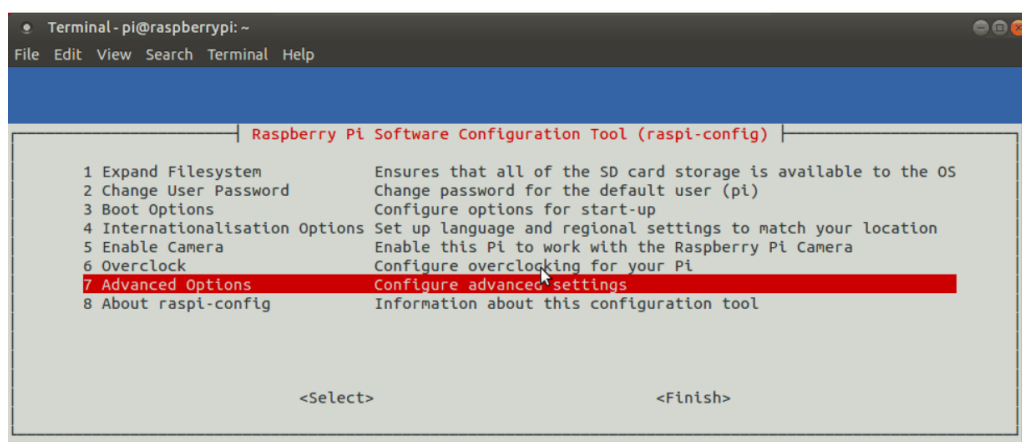 Terminal - pi@raspberrypi: ~
File Edit View Search Terminal Help
Raspberry Pi Software Configuration Tool (raspi-config)
1 Expand Filesystem Ensures that all of the SD card storage is available to the OS
2 Change User Password Change password for the default user (pi)
3 Boot Options Configure options for start-up
4 Internationalisation Options Set up language and regional settings to match your location
5 Enable Camera Enable this Pi to work with the Raspberry Pi Camera
6 Overclock Configure overclocking for your Pi
7 Advanced Options Configure advanced settings
8 About raspi-config Information about this configuration tool
<Select> <Finish>